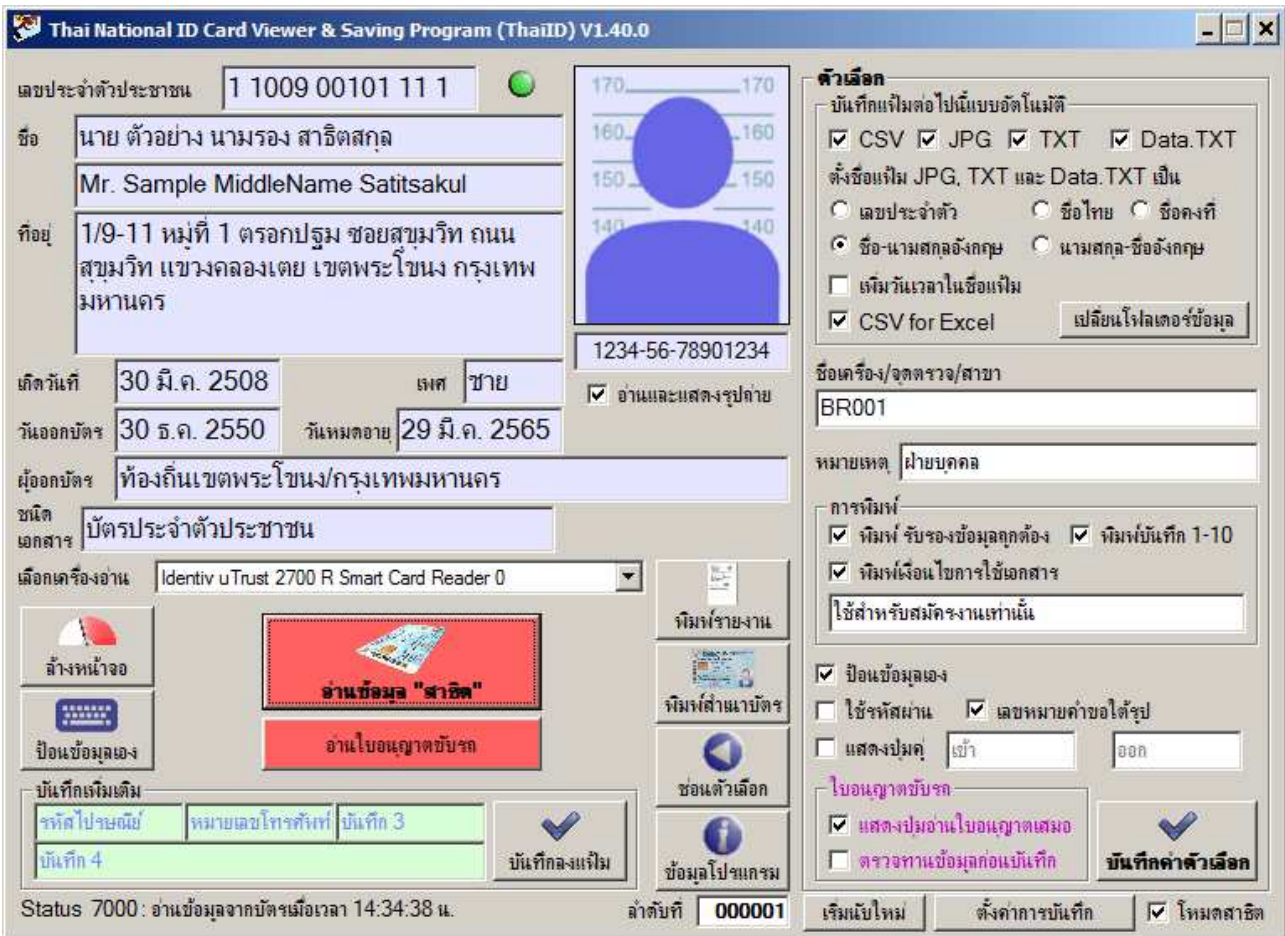 Thai National ID Card Viewer & Saving Program (ThaiID) V1.40.0
เลขประจำตัวประชาชน 1 1009 00101 11 1
ชื่อ นาย ตัวอย่าง นามรอง สาธิตสกุล
Mr. Sample MiddleName Satitsakul
ที่อยู่ 1/9-11 หมู่ที่ 1 ตรอกปฐม ซอยสุขุมวิท ถนน
สุขุมวิท แขวงคลองเตย เขตพระโขนง กรุงเทพ
มหานคร
170 170
160 160
150 150
140 140
1234-56-78901234
อ่านและแสดงรูปถ่าย
เกิดวันที่ 30 มี.ค. 2508 เพศ ชาย
วันออกบัตร 30 ธ.ค. 2550 วันหมดอายุ 29 มี.ค. 2565
ผู้ออกบัตร ท้องถิ่นเขตพระโขนง/กรุงเทพมหานคร
ชนิด
เอกสาร บัตรประจำตัวประชาชน
เลือกเครื่องอ่าน Identiv uTrust 2700 R Smart Card Reader 0
ล้างหน้าจอ
ป้อนข้อมูลเอง
อ่านข้อมูล "สาธิต"
อ่านใบอนุญาตขับรถ
พิมพ์รายงาน
พิมพ์สำเนาบัตร
ซ่อนตัวเลือก
ข้อมูลโปรแกรม
บันทึกเพิ่มเติม
รหัสไปรษณีย์ หมายเลขโทรศัพท์ บันทึก 3
บันทึก 4
บันทึกลงแฟ้ม
Status 7000 : อ่านข้อมูลจากบัตรเมื่อเวลา 14:34:38 น.
ลำดับที่ 000001
ตัวเลือก
บันทึกแฟ้มต่อไปนี้แบบอัตโนมัติ
CSV JPG TXT Data.TXT
ตั้งชื่อแฟ้ม JPG, TXT และ Data.TXT เป็น
เลขประจำตัว ชื่อไทย ชื่อคงที่
ชื่อ-นามสกุลอังกฤษ นามสกุล-ชื่ออังกฤษ
เพิ่มวันเวลาในชื่อแฟ้ม
CSV for Excel เปลี่ยนโฟลเดอร์ข้อมูล
ชื่อเครื่อง/จุดตรวจ/สาขา
BR001
หมายเหตุ ฝ่ายบุคคล
การพิมพ์
พิมพ์ รับรองข้อมูลถูกต้อง พิมพ์บันทึก 1-10
พิมพ์เงื่อนไขการใช้เอกสาร
ใช้สำหรับสมัครงานเท่านั้น
ป้อนข้อมูลเอง
ใช้รหัสผ่าน เลขหมายคำขอใต้รูป
แสดงปุ่มคู่ เข้า ออก
ใบอนุญาตขับรถ
แสดงปุ่มอ่านใบอนุญาตเสมอ
ตรวจทานข้อมูลก่อนบันทึก
บันทึกค่าตัวเลือก
เริ่มนับใหม่ ตั้งค่าการบันทึก โหมดสาธิต